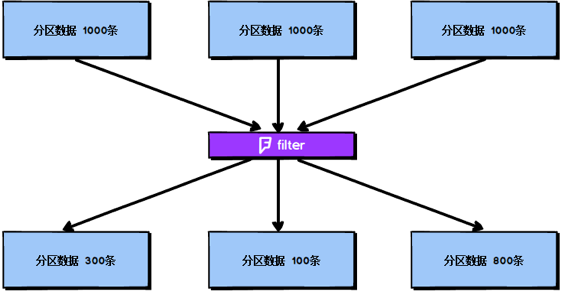 分区数据 1000条
分区数据 1000条
分区数据 1000条
filter
分区数据 300条
分区数据 100条
分区数据 800条